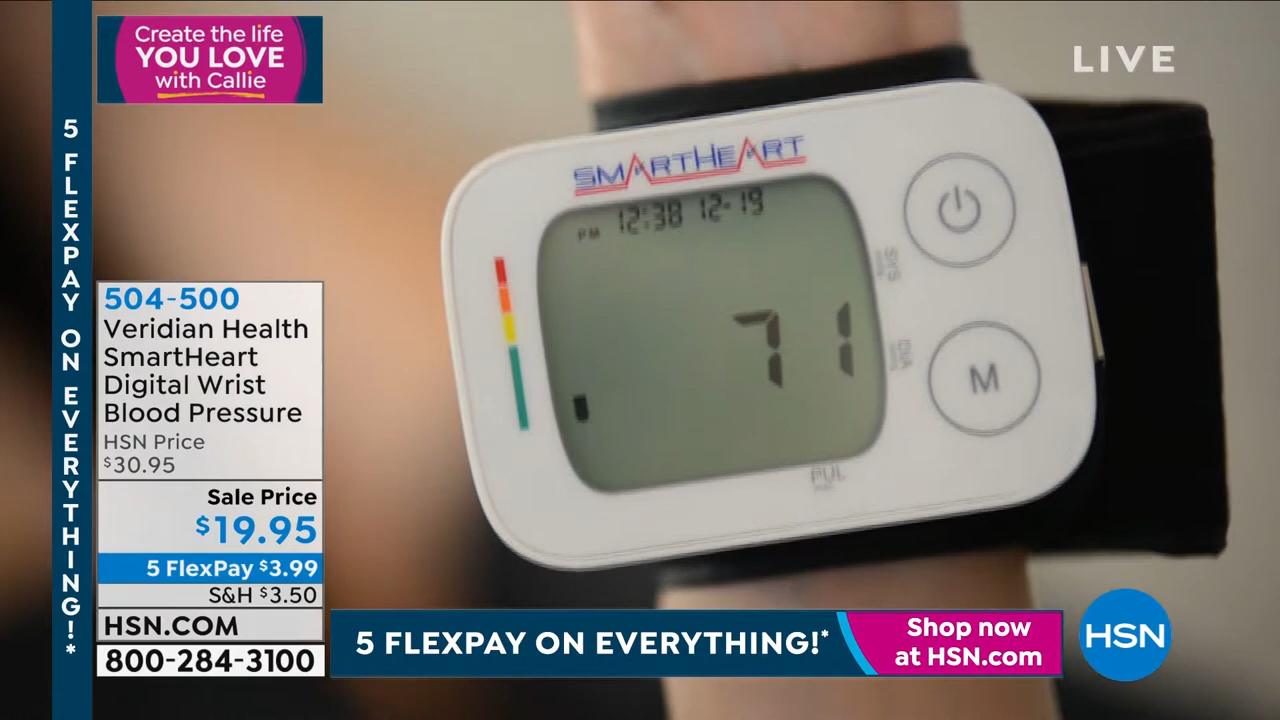 Create the life
YOU LOVE
with Callie
LIVE
5 FLEXPAY ON EVERYTHING!*
SMARTHEART
PM 12:38 12-19
SYS
71
DIA
M
PUL
504-500
Veridian Health
SmartHeart
Digital Wrist
Blood Pressure
HSN Price
$30.95
Sale Price
$19.95
5 FlexPay $3.99
S&H $3.50
HSN.COM
800-284-3100
5 FLEXPAY ON EVERYTHING!*
Shop now
at HSN.com
HSN